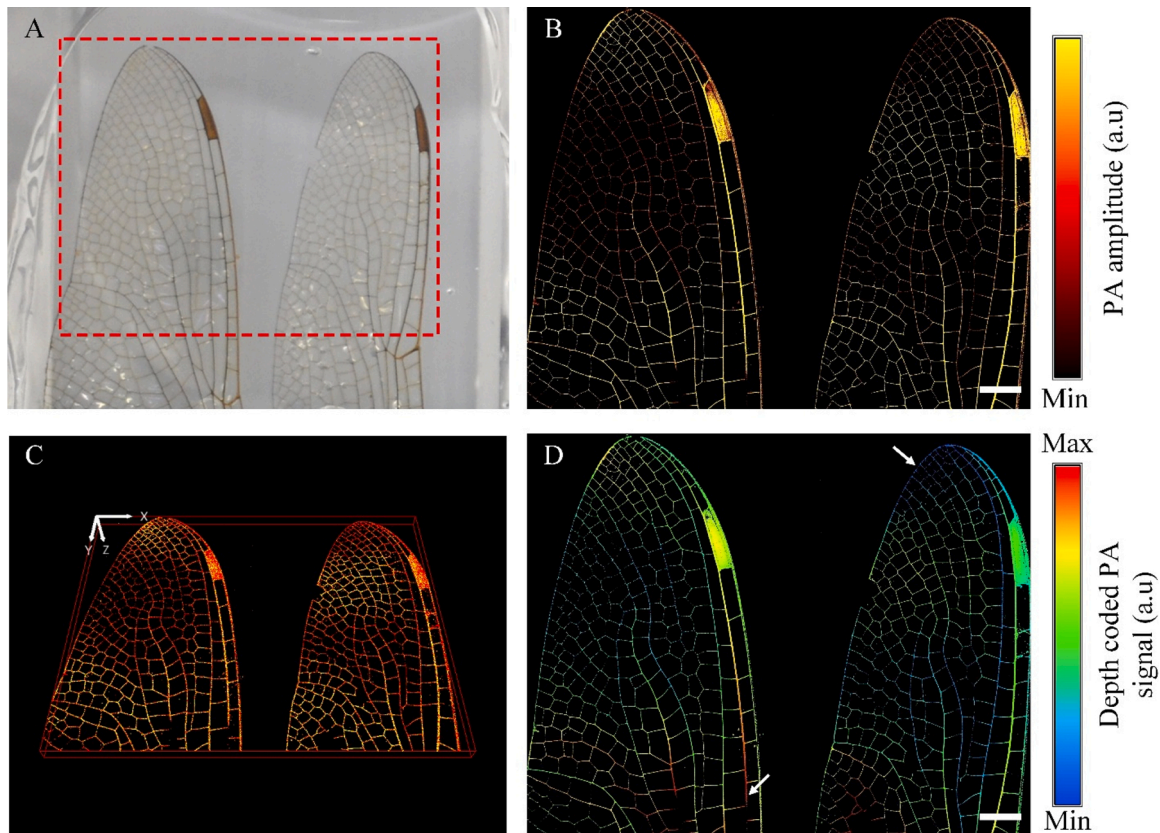 A
B
PA amplitude (a.u)
Min
C
X
Y
Z
D
Max
Depth coded PA
signal (a.u)
Min